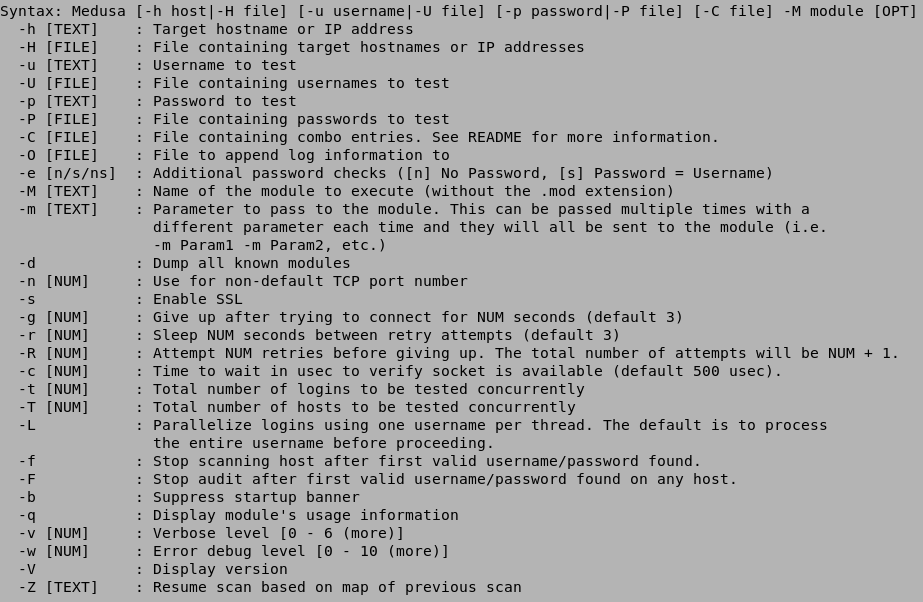 Syntax: Medusa [-h host|-H file] [-u username|-U file] [-p password|-P file] [-C file] -M module [OPT]
  -h [TEXT]    : Target hostname or IP address
  -H [FILE]    : File containing target hostnames or IP addresses
  -u [TEXT]    : Username to test
  -U [FILE]    : File containing usernames to test
  -p [TEXT]    : Password to test
  -P [FILE]    : File containing passwords to test
  -C [FILE]    : File containing combo entries. See README for more information.
  -O [FILE]    : File to append log information to
  -e [n/s/ns]  : Additional password checks ([n] No Password, [s] Password = Username)
  -M [TEXT]    : Name of the module to execute (without the .mod extension)
  -m [TEXT]    : Parameter to pass to the module. This can be passed multiple times with a
                 different parameter each time and they will all be sent to the module (i.e.
                 -m Param1 -m Param2, etc.)
  -d           : Dump all known modules
  -n [NUM]     : Use for non-default TCP port number
  -s           : Enable SSL
  -g [NUM]     : Give up after trying to connect for NUM seconds (default 3)
  -r [NUM]     : Sleep NUM seconds between retry attempts (default 3)
  -R [NUM]     : Attempt NUM retries before giving up. The total number of attempts will be NUM + 1.
  -c [NUM]     : Time to wait in usec to verify socket is available (default 500 usec).
  -t [NUM]     : Total number of logins to be tested concurrently
  -T [NUM]     : Total number of hosts to be tested concurrently
  -L           : Parallelize logins using one username per thread. The default is to process
                 the entire username before proceeding.
  -f           : Stop scanning host after first valid username/password found.
  -F           : Stop audit after first valid username/password found on any host.
  -b           : Suppress startup banner
  -q           : Display module's usage information
  -v [NUM]     : Verbose level [0 - 6 (more)]
  -w [NUM]     : Error debug level [0 - 10 (more)]
  -V           : Display version
  -Z [TEXT]    : Resume scan based on map of previous scan